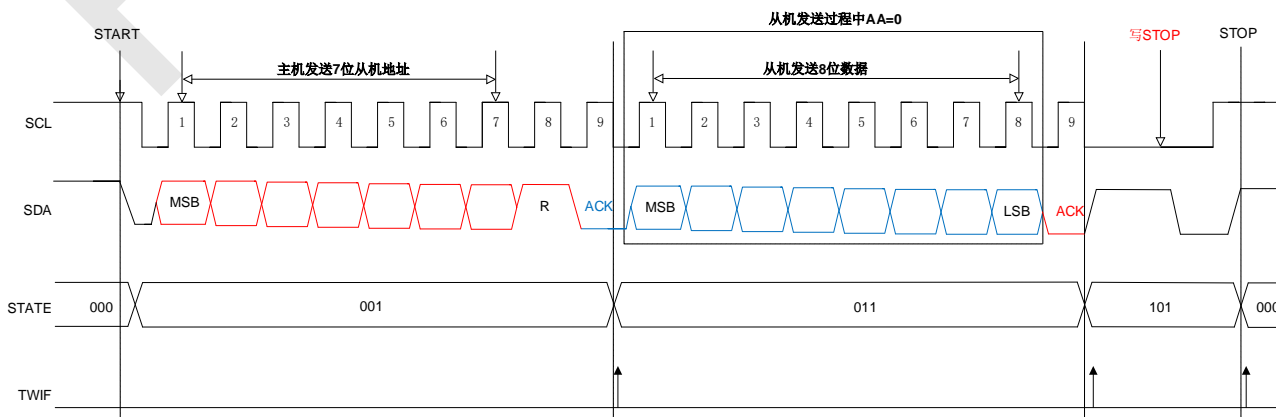 从机发送过程中AA=0
START
写STOP
STOP
主机发送7位从机地址
从机发送8位数据
SCL
1 2 3 4 5 6 7 8 9 1 2 3 4 5 6 7 8 9
SDA
MSB R ACK MSB LSB ACK
STATE 000 001 011 101 000
TWIF